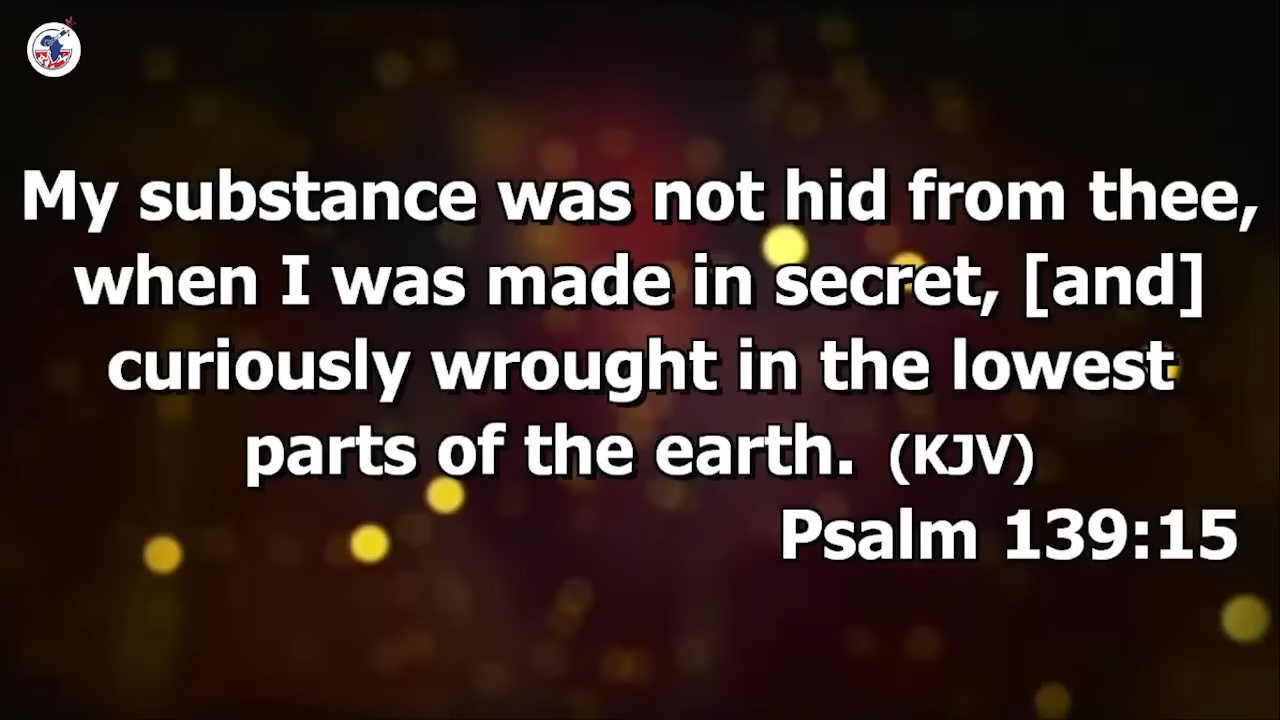 My substance was not hid from thee,
when I was made in secret, [and]
curiously wrought in the lowest
parts of the earth. (KJV)
Psalm 139:15